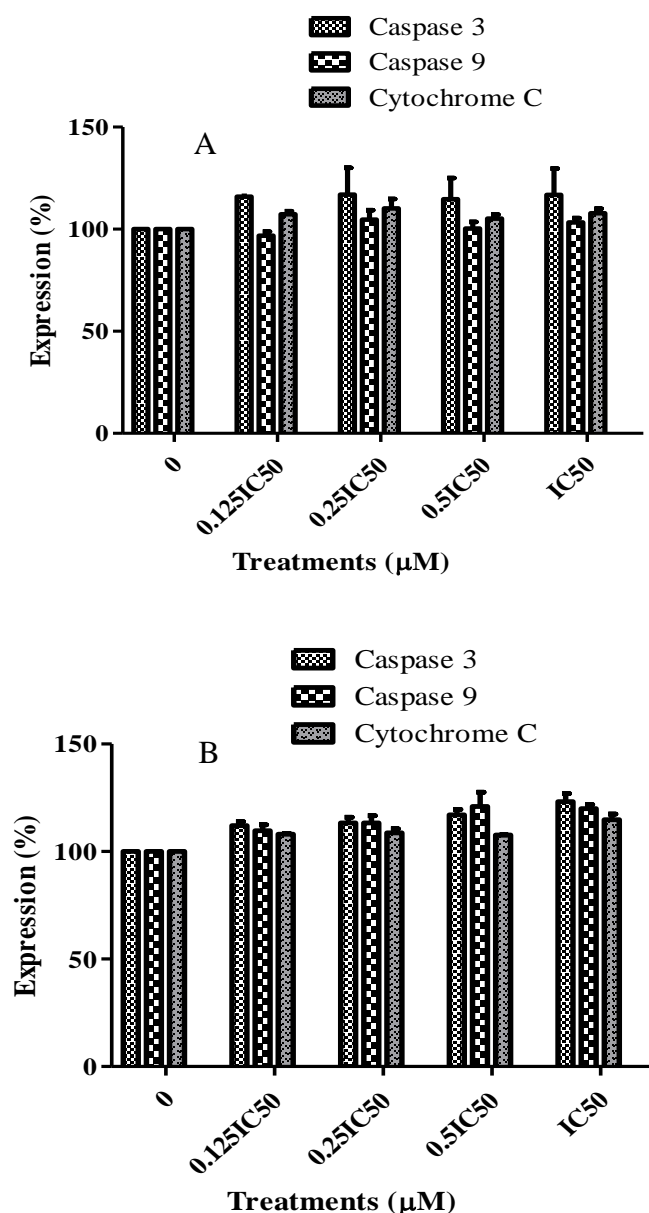 Caspase 3
Caspase 9
Cytochrome C
A
150
100
50
0
Expression (%)
0
0.125IC50
0.25IC50
0.5IC50
IC50
Treatments (µM)
Caspase 3
Caspase 9
Cytochrome C
B
150
100
50
0
Expression (%)
0
0.125IC50
0.25IC50
0.5IC50
IC50
Treatments (µM)